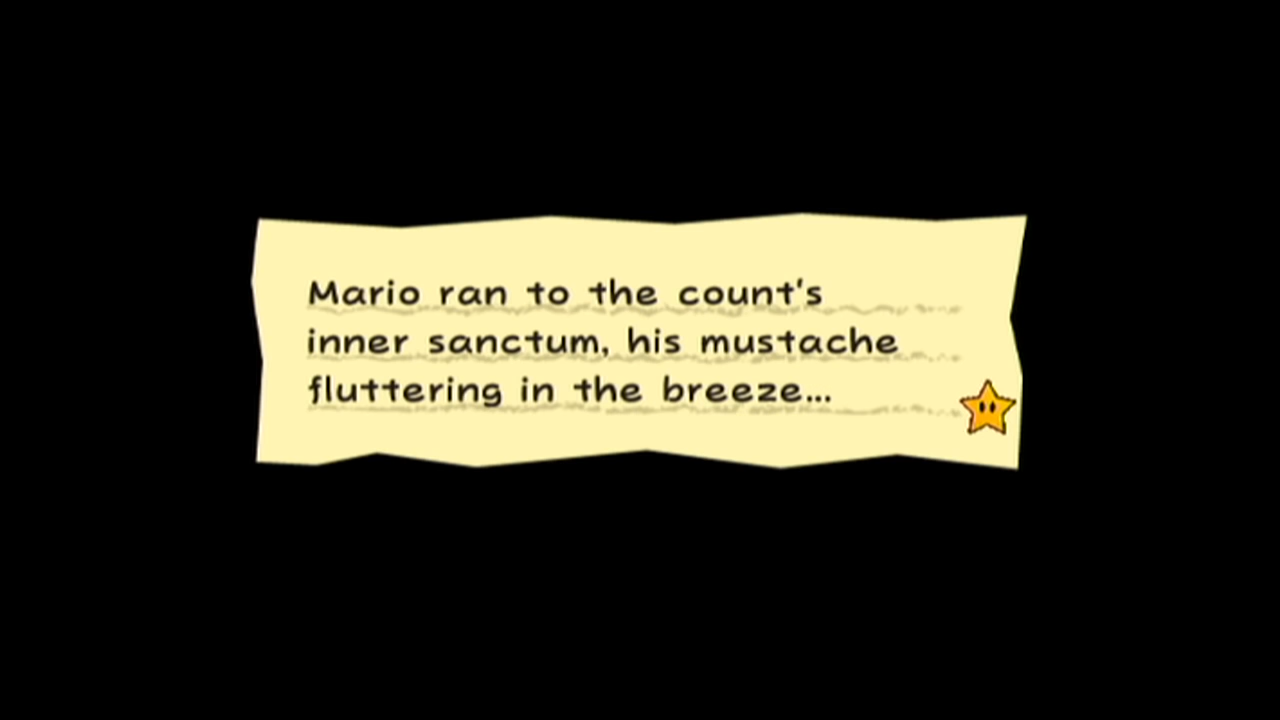 Mario ran to the count's
inner sanctum, his mustache
fluttering in the breeze...